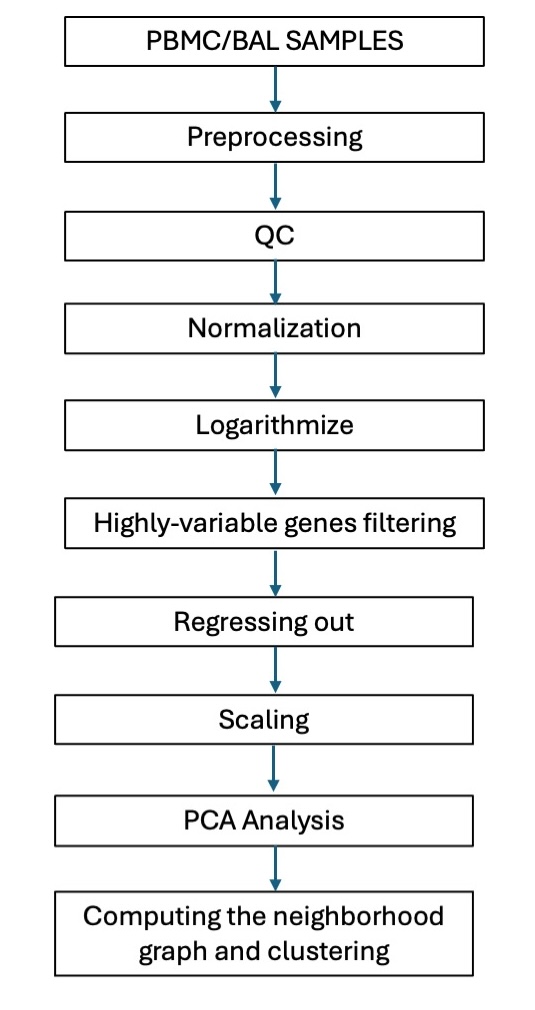 PBMC/BAL SAMPLES
Preprocessing
QC
Normalization
Logarithmize
Highly-variable genes filtering
Regressing out
Scaling
PCA Analysis
Computing the neighborhood
graph and clustering